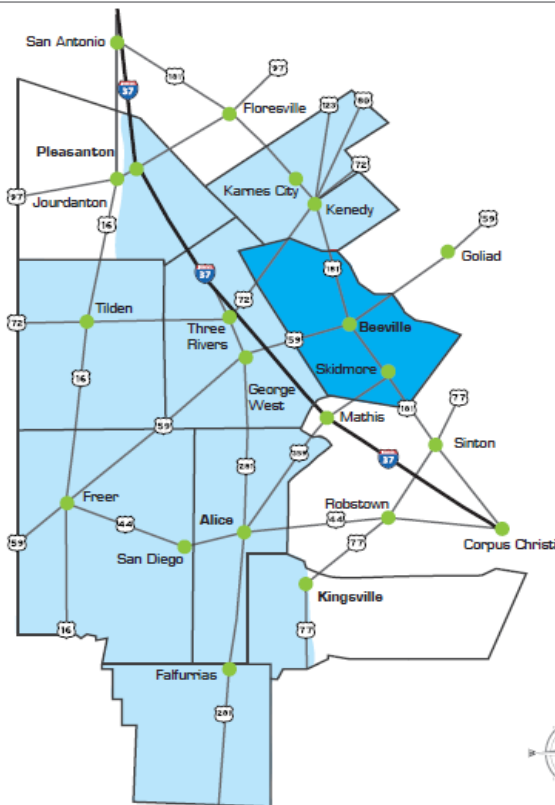 San Antonio
181
97
37
Floresville
123
80
Pleasanton
72
Karnes City
97
Jourdanton
Kenedy
16
59
Goliad
181
37
72
Tilden
72
Three
Rivers
Beeville
59
Skidmore
16
George
West
77
181
Mathis
59
Sinton
281
359
37
Freer
Robstown
44
Alice
44
Corpus Christi
59
San Diego
77
Kingsville
16
77
Falfurrias
281